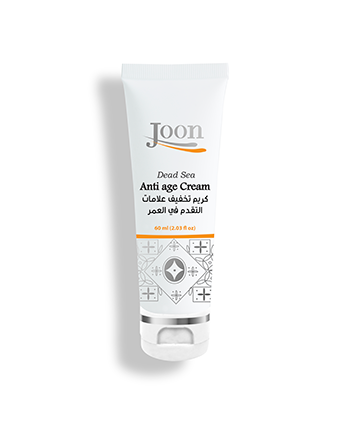 Joon
Dead Sea
Anti age Cream
كريم تخفيف علامات
التقدم في العمر
60 ml (2.03 fl oz)